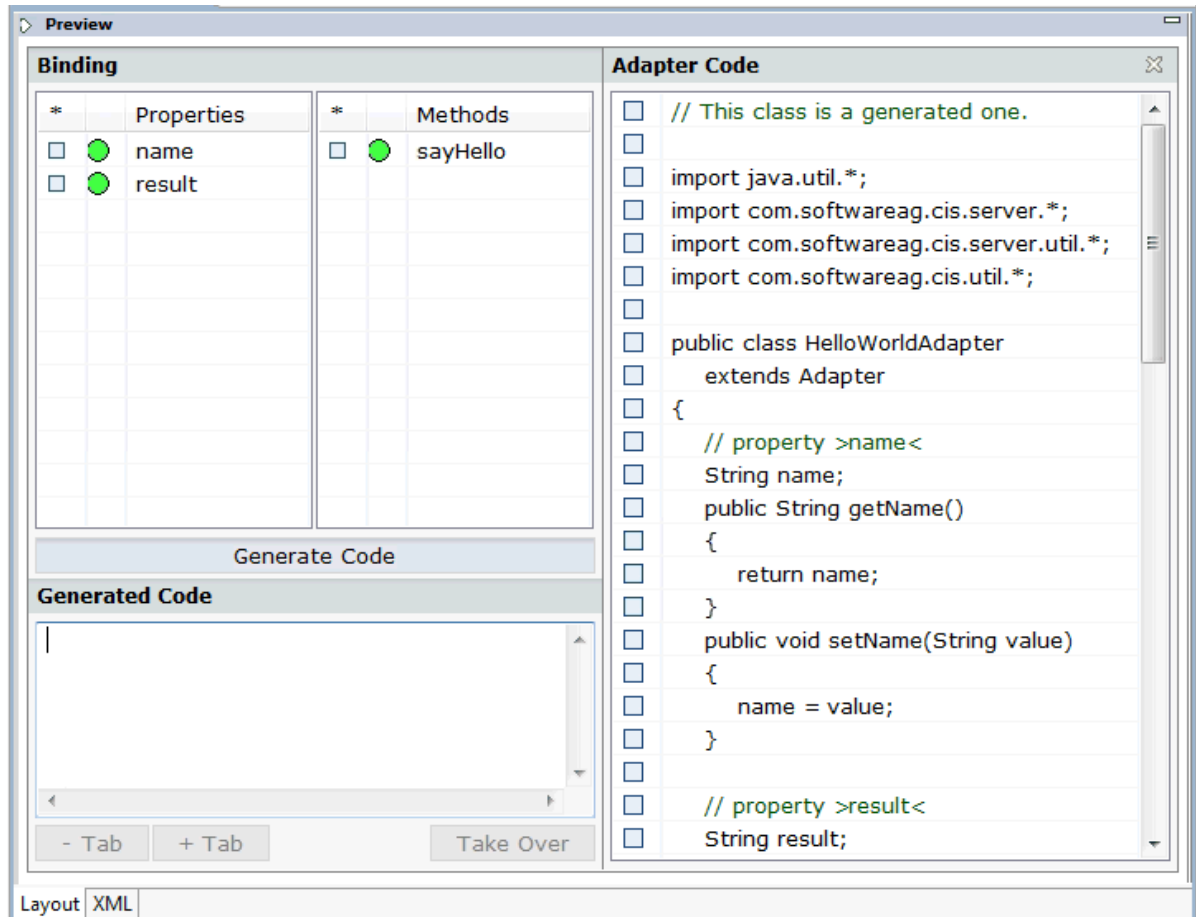 Preview
Binding
* Properties
name
result
* Methods
sayHello
Generate Code
Generated Code
- Tab
+ Tab
Take Over
Adapter Code
// This class is a generated one.
import java.util.*;
import com.softwareag.cis.server.*;
import com.softwareag.cis.server.util.*;
import com.softwareag.cis.util.*;
public class HelloWorldAdapter
extends Adapter
{
// property >name<
String name;
public String getName()
{
return name;
}
public void setName(String value)
{
name = value;
}
// property >result<
String result;
Layout
XML